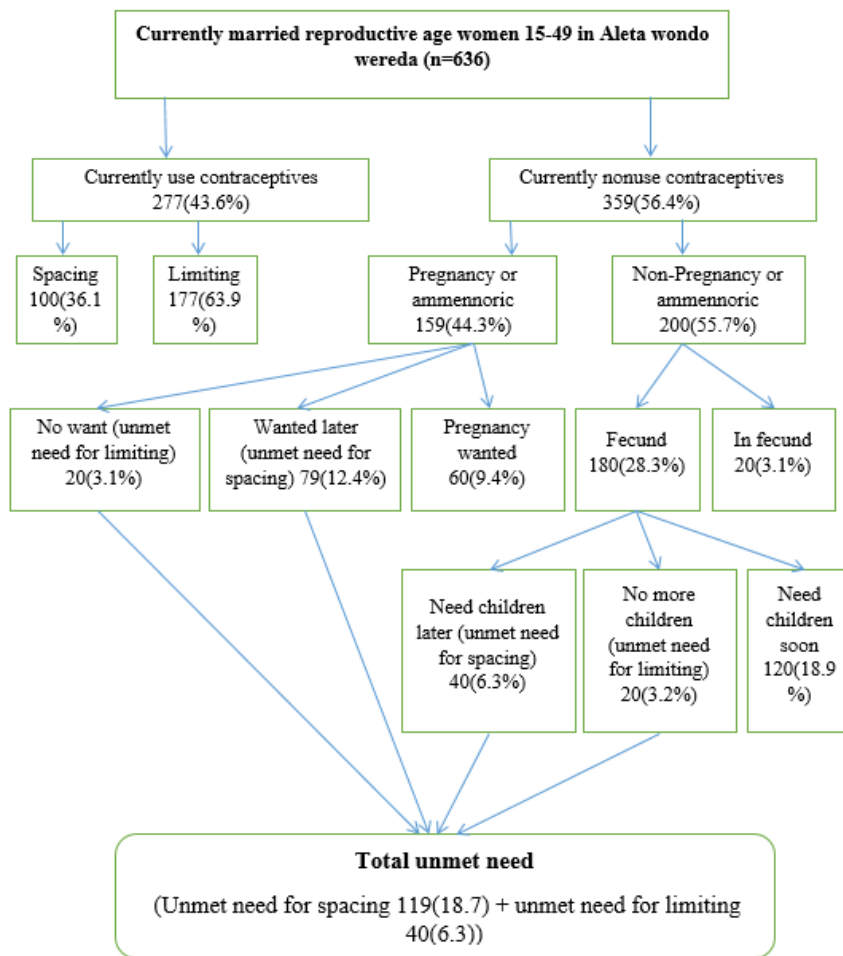 Currently married reproductive age women 15-49 in Aleta wondo
wereda (n=636)
Currently use contraceptives
277(43.6%)
Currently nonuse contraceptives
359(56.4%)
Spacing
100(36.1
%)
Limiting
177(63.9
%)
Pregnancy or
ammennoric
159(44.3%)
Non-Pregnancy or
ammennoric
200(55.7%)
No want (unmet
need for limiting)
20(3.1%)
Wanted later
(unmet need for
spacing) 79(12.4%)
Pregnancy
wanted
60(9.4%)
Fecund
180(28.3%)
In fecund
20(3.1%)
Need children
later (unmet need
for spacing)
40(6.3%)
No more
children
(unmet need
for limiting)
20(3.2%)
Need
children
soon
120(18.9
%)
Total unmet need
(Unmet need for spacing 119(18.7) + unmet need for limiting
40(6.3))